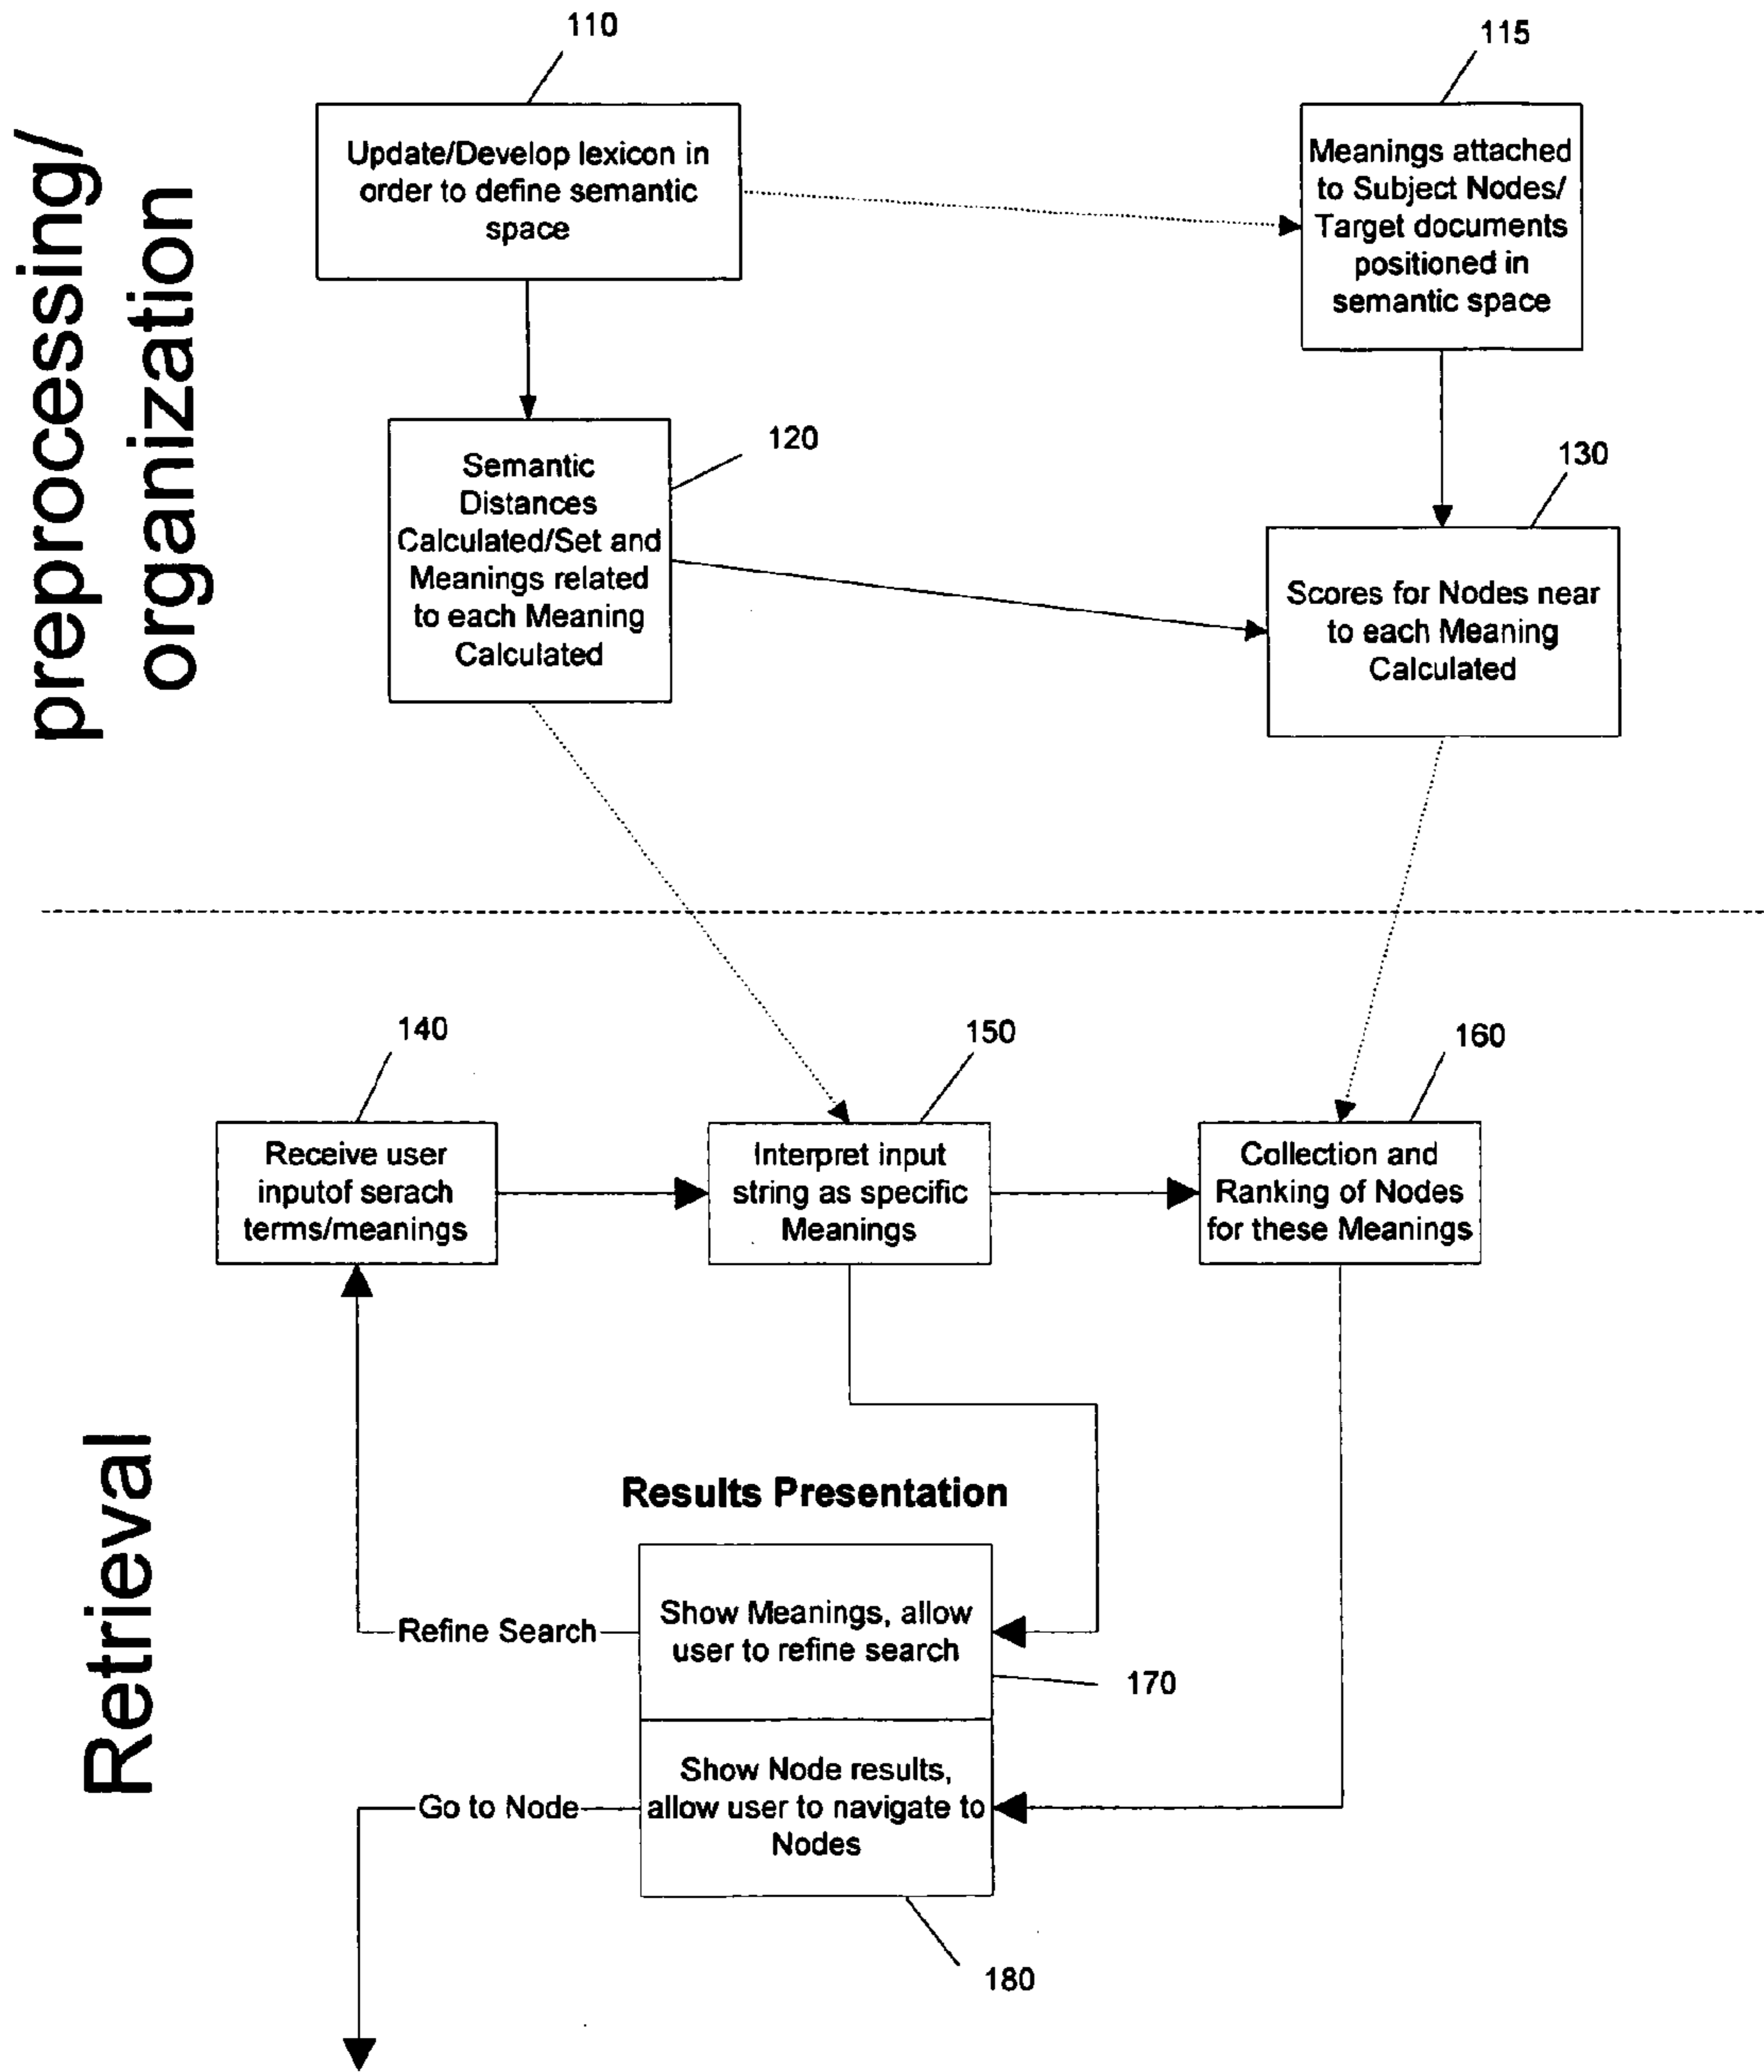 preprocessing/
organization
110
Update/Develop lexicon in
order to define semantic
space
115
Meanings attached
to Subject Nodes/
Target documents
positioned in
semantic space
120
Semantic
Distances
Calculated/Set and
Meanings related
to each Meaning
Calculated
130
Scores for Nodes near
to each Meaning
Calculated
Retrieval
140
Receive user
inputof serach
terms/meanings
150
Interpret input
string as specific
Meanings
160
Collection and
Ranking of Nodes
for these Meanings
Results Presentation
Refine Search
Show Meanings, allow
user to refine search
170
Go to Node
Show Node results,
allow user to navigate to
Nodes
180